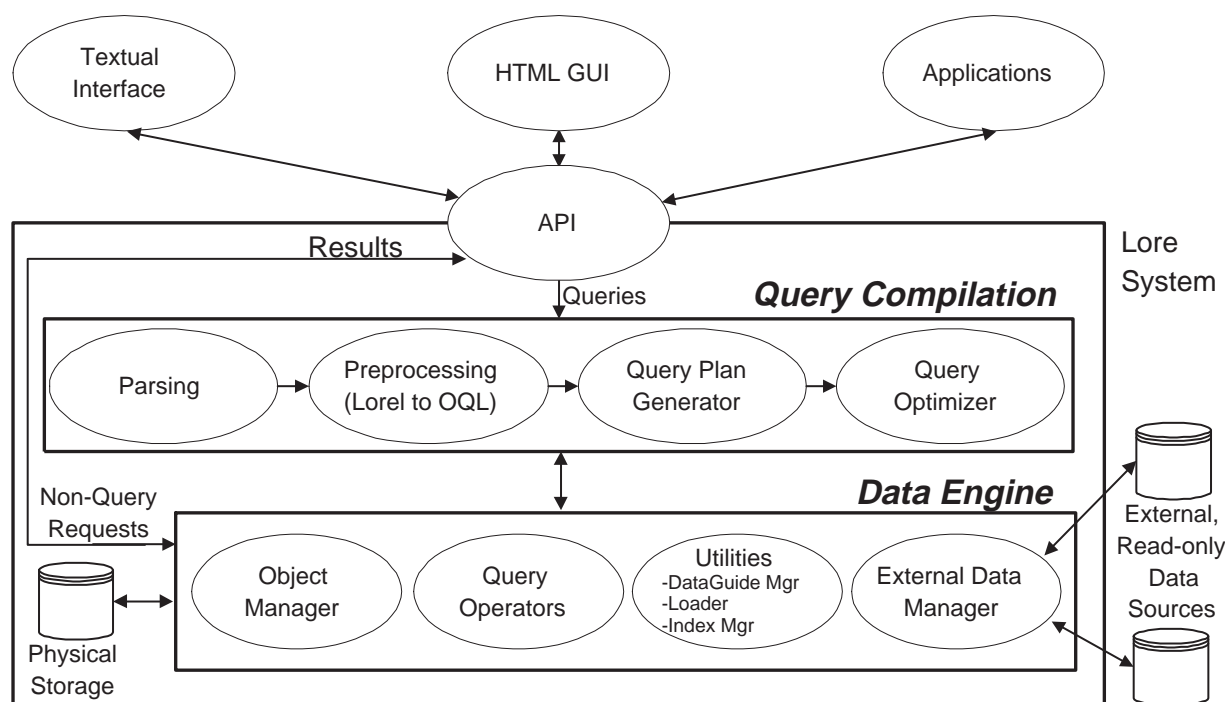 Textual
Interface
HTML GUI
Applications
API
Results
Lore
System
Queries
Query Compilation
Parsing
Preprocessing
(Lorel to OQL)
Query Plan
Generator
Query
Optimizer
Non-Query
Requests
Data Engine
Object
Manager
Query
Operators
Utilities
-DataGuide Mgr
-Loader
-Index Mgr
External Data
Manager
External,
Read-only
Data
Sources
Physical
Storage